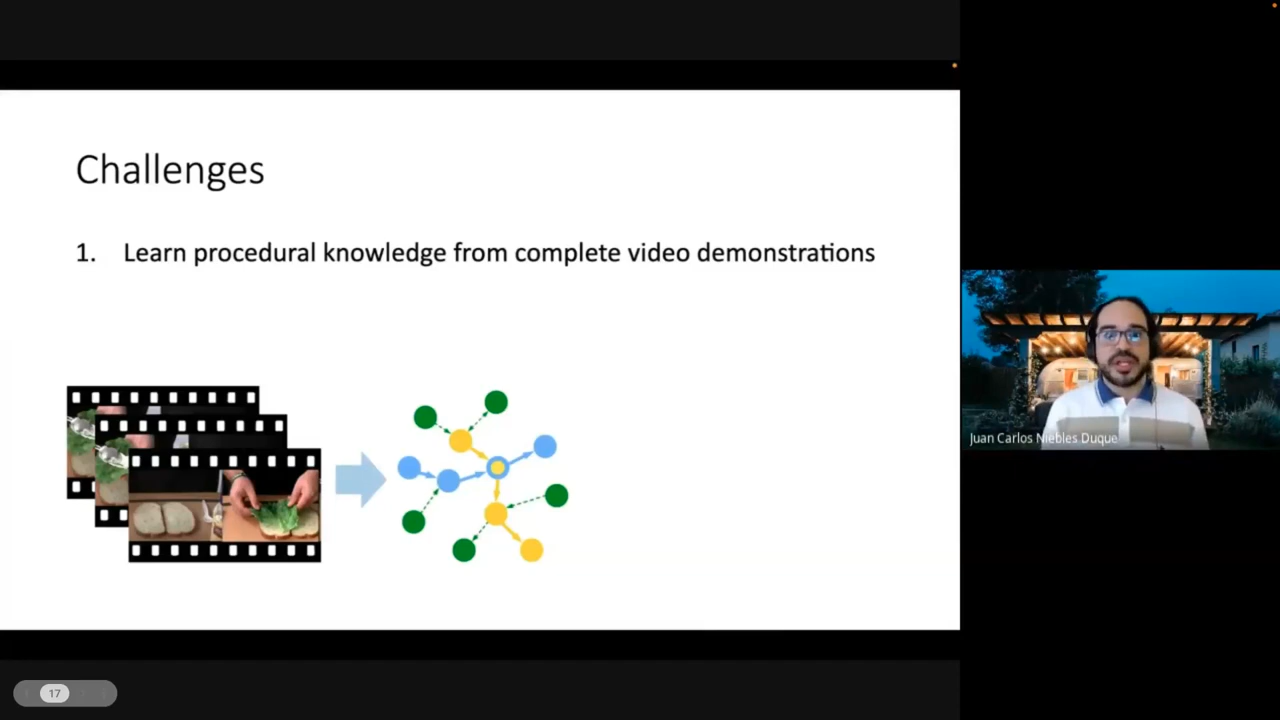 Challenges
1. Learn procedural knowledge from complete video demonstrations
Juan Carlos Niebles Duque
17